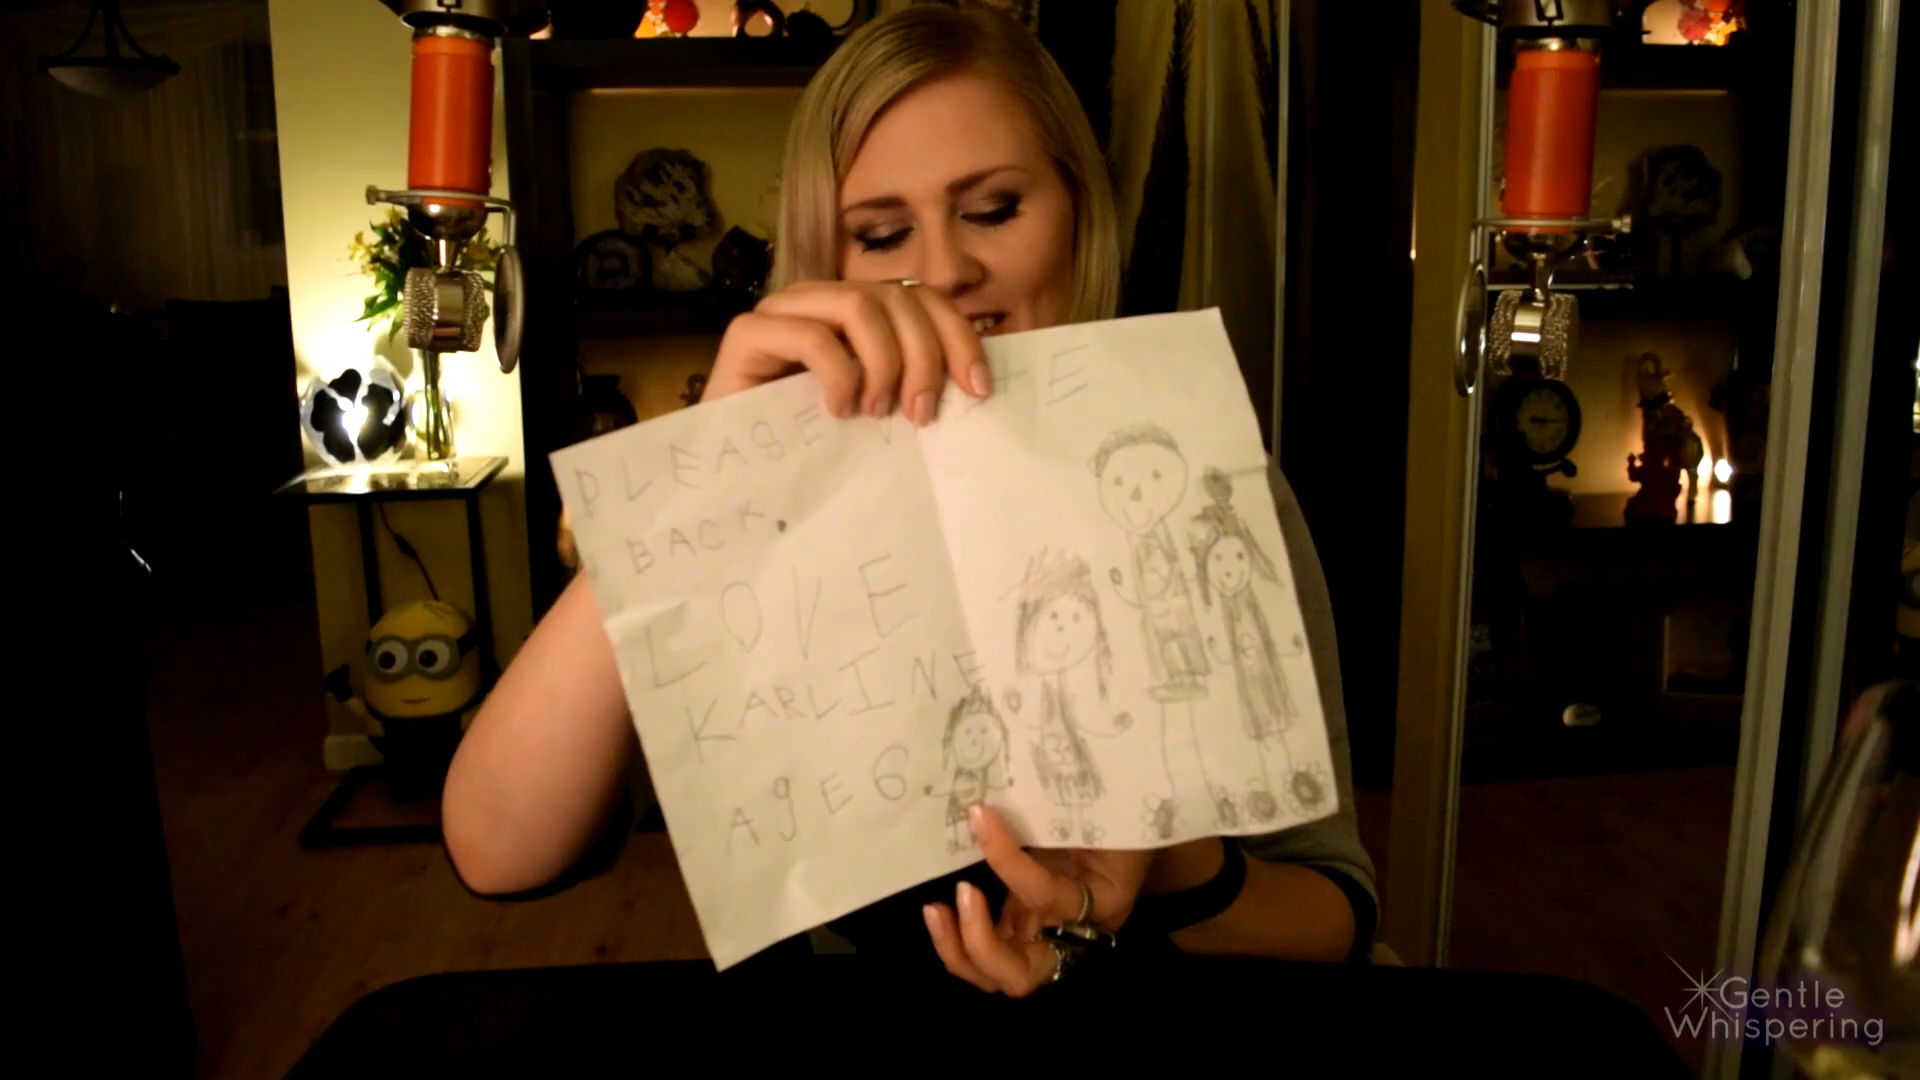 PLEASE
BACK.
LOVE
KARLINE
AgE 6
Gentle
Whispering